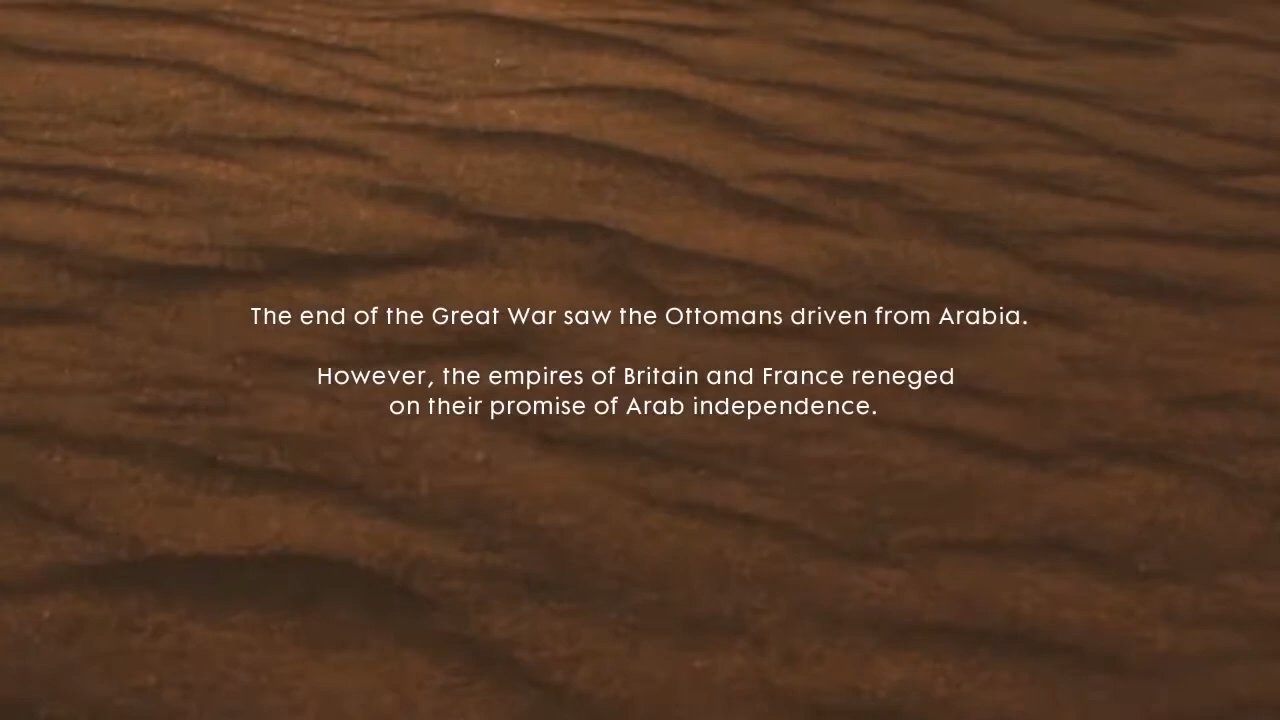 The end of the Great War saw the Ottomans driven from Arabia.
However, the empires of Britain and France reneged
on their promise of Arab independence.